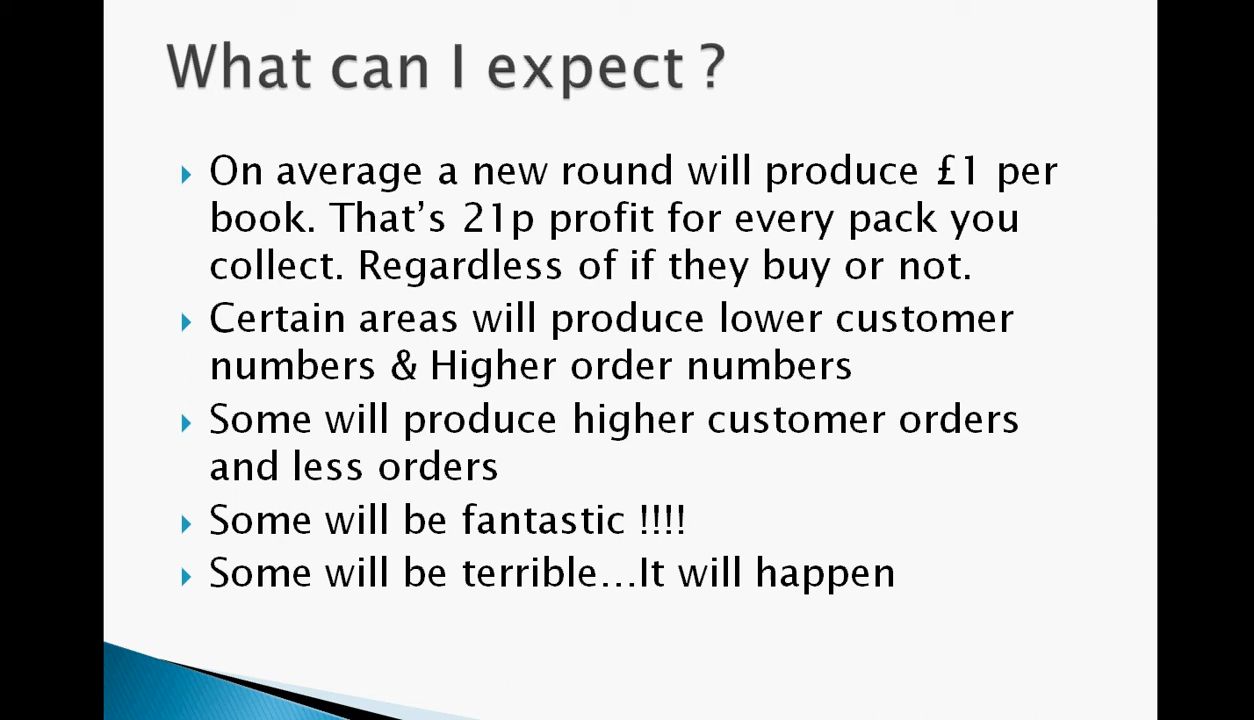 What can I expect ?
On average a new round will produce £1 per
book. That’s 21p profit for every pack you
collect. Regardless of if they buy or not.
Certain areas will produce lower customer
numbers & Higher order numbers
Some will produce higher customer orders
and less orders
Some will be fantastic !!!!
Some will be terrible...It will happen